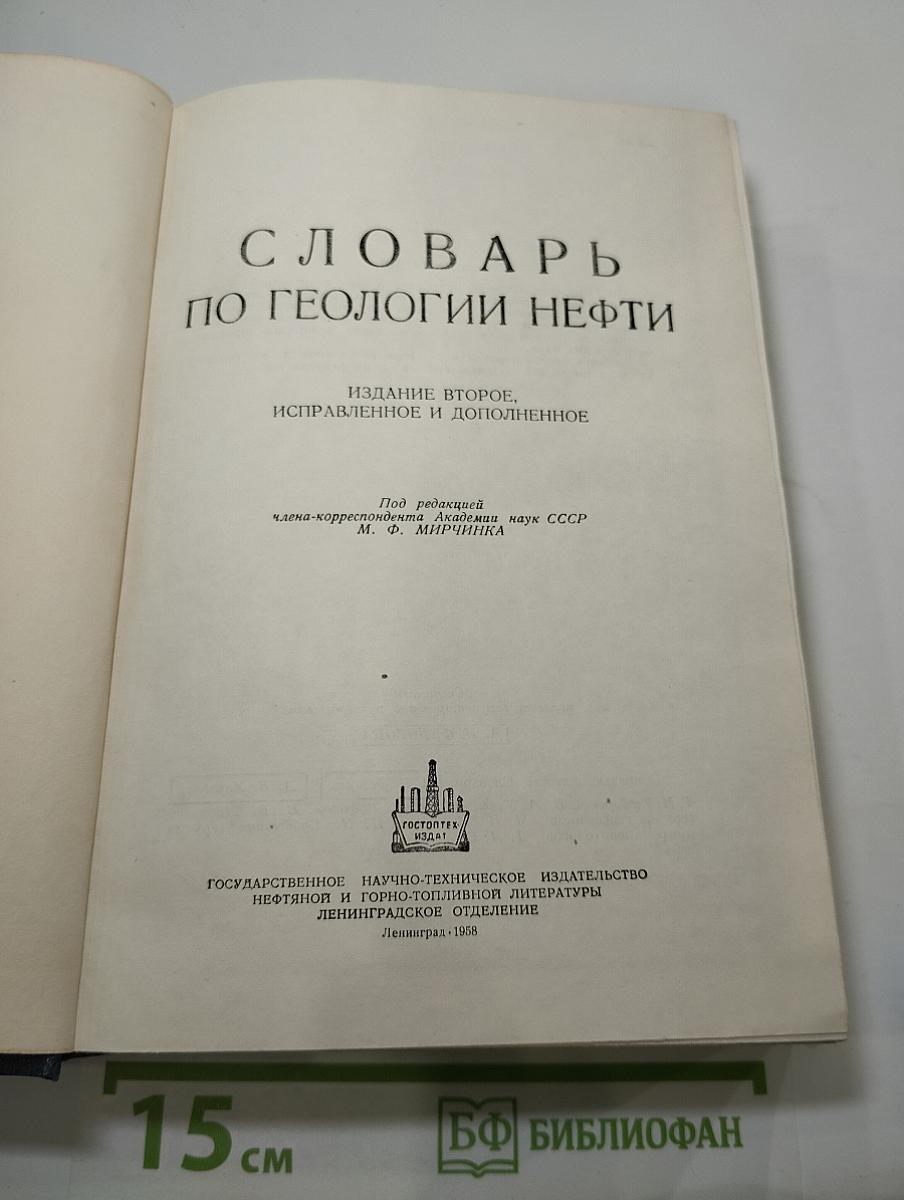 СЛОВАРЬ
ПО ГЕОЛОГИИ НЕФТИ
ИЗДАНИЕ ВТОРОЕ,
ИСПРАВЛЕННОЕ И ДОПОЛНЕННОЕ
Под редакцией
члена-корреспондента Академии наук СССР
М. Ф. МИРЧИНКА
ГОСТОПТЕХ-
ИЗДАТ
ГОСУДАРСТВЕННОЕ НАУЧНО-ТЕХНИЧЕСКОЕ ИЗДАТЕЛЬСТВО
НЕФТЯНОЙ И ГОРНО-ТОПЛИВНОЙ ЛИТЕРАТУРЫ
ЛЕНИНГРАДСКОЕ ОТДЕЛЕНИЕ
Ленинград • 1958
15 см
БФ БИБЛИОФАН